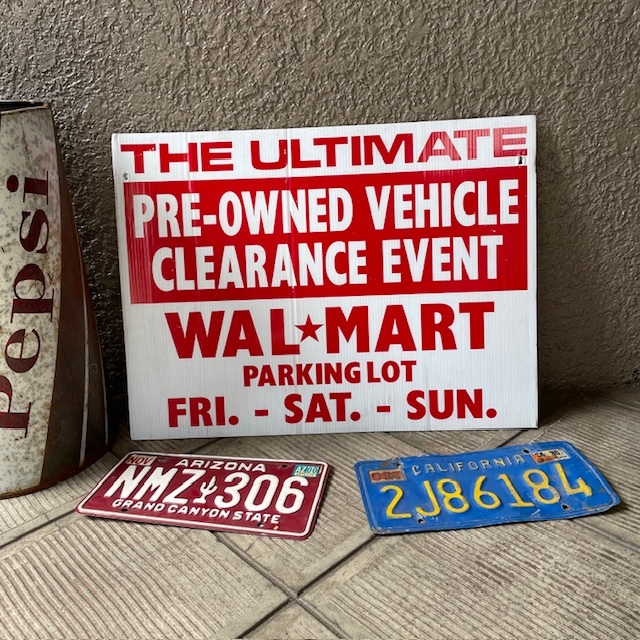 THE ULTIMATE
PRE-OWNED VEHICLE
CLEARANCE EVENT
WAL★MART
PARKING LOT
FRI. - SAT. - SUN.
Pepsi
NOV
ARIZONA
NMZ 306
GRAND CANYON STATE
CALIFORNIA
2J86184